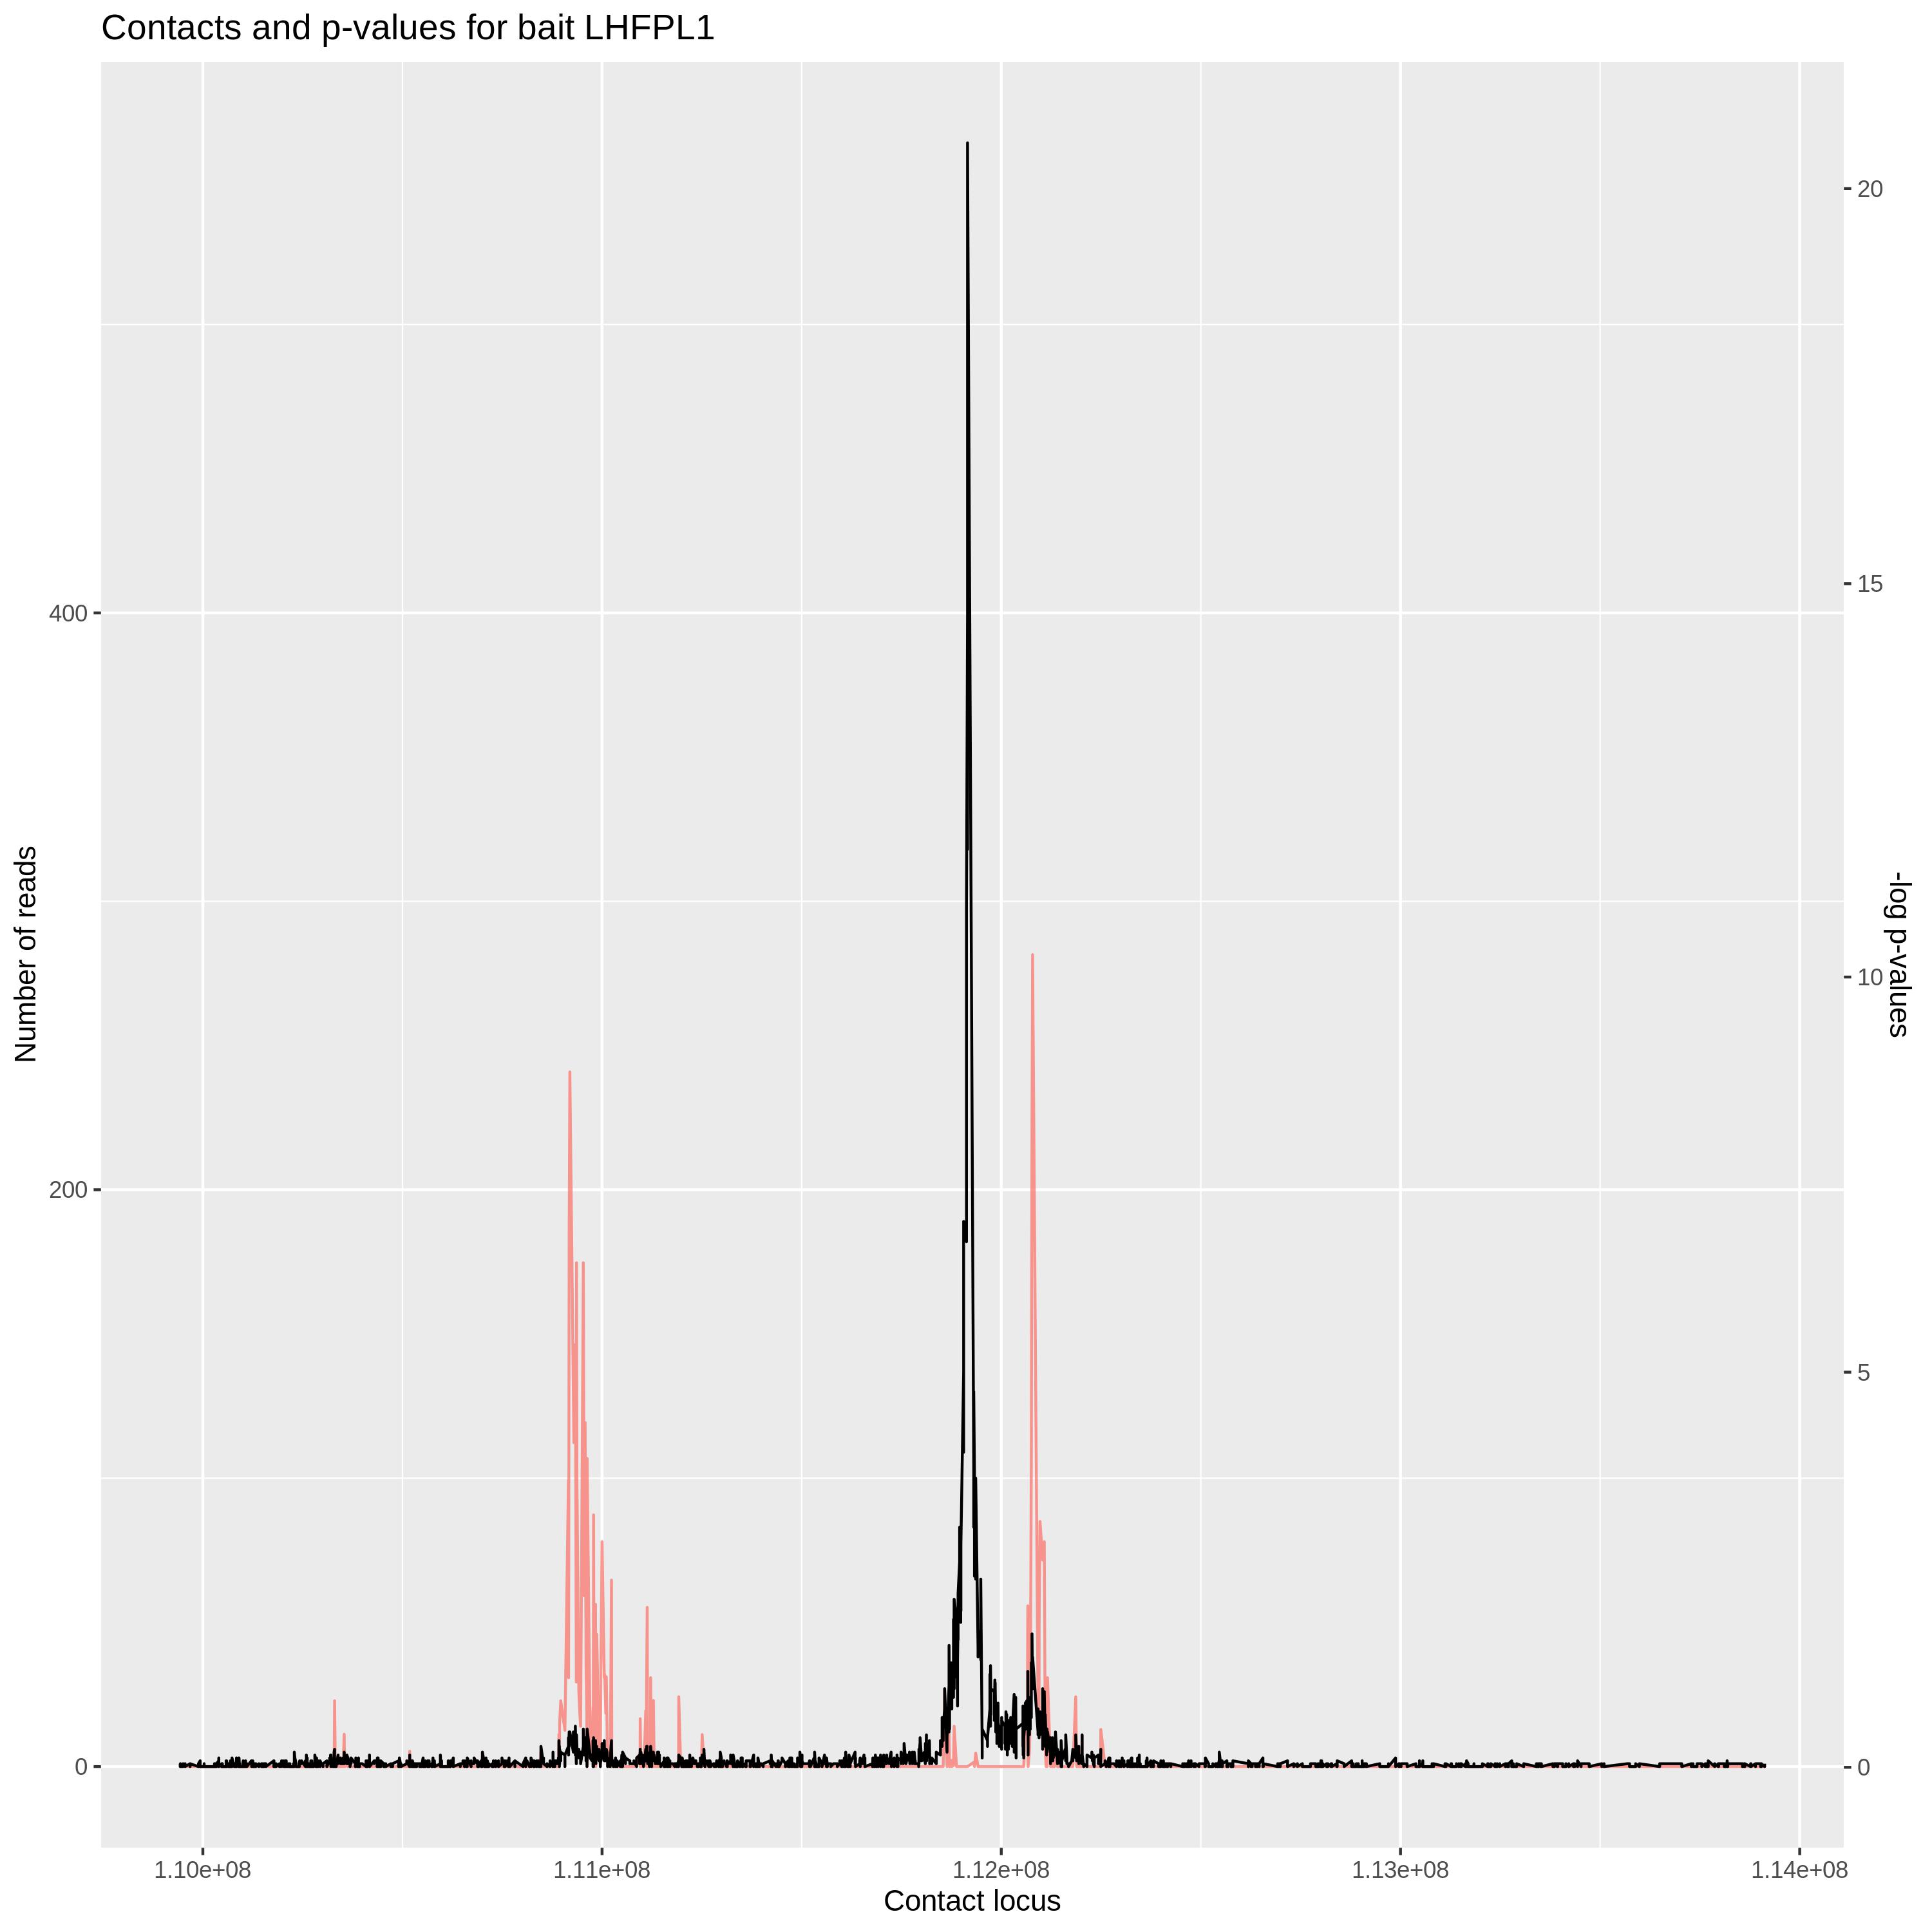 Contacts and p-values for bait LHFPL1
Number of reads
400
200
0
20
15
10
5
0
-log p-values
1.10e+08 1.11e+08 1.12e+08 1.13e+08 1.14e+08
Contact locus